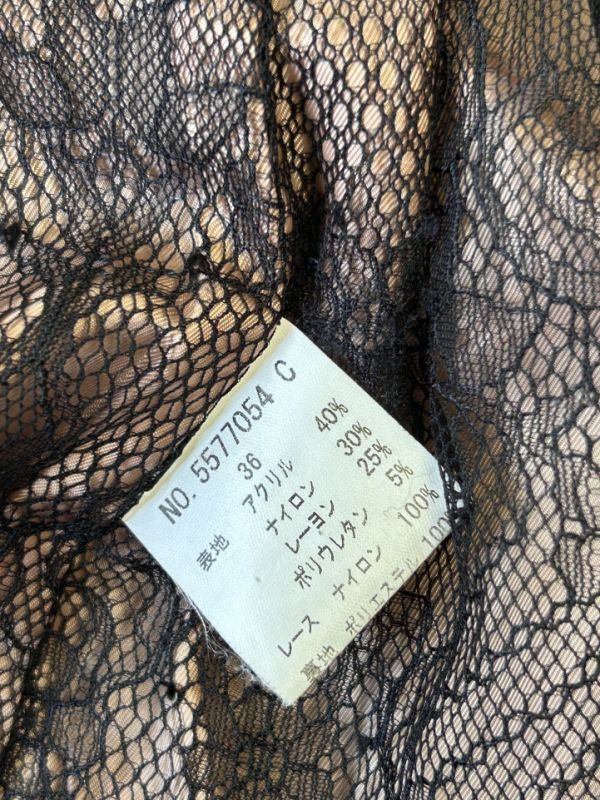 NO. 5577054 C
36
表地 アクリル 40%
ナイロン 30%
レーヨン 25%
ポリウレタン 5%
レース ナイロン 100%
裏地 ポリエステル 100%